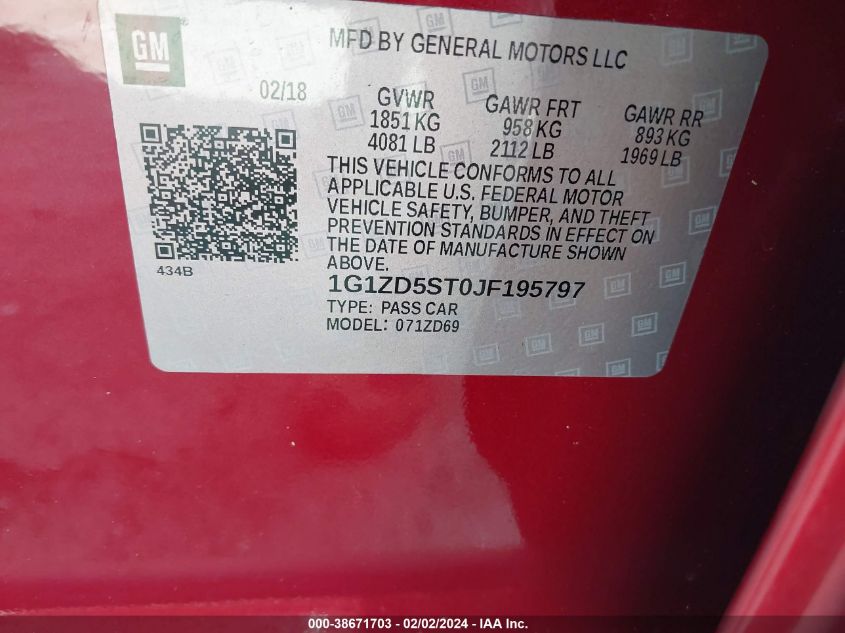 GM
MFD BY GENERAL MOTORS LLC
02/18
GVWR GAWR FRT GAWR RR
1851 KG 958 KG 893 KG
4081 LB 2112 LB 1969 LB
THIS VEHICLE CONFORMS TO ALL
APPLICABLE U.S. FEDERAL MOTOR
VEHICLE SAFETY, BUMPER, AND THEFT
PREVENTION STANDARDS IN EFFECT ON
THE DATE OF MANUFACTURE SHOWN
ABOVE.
434B
1G1ZD5ST0JF195797
TYPE: PASS CAR
MODEL: 071ZD69
000-38671703 - 02/02/2024 - IAA Inc.